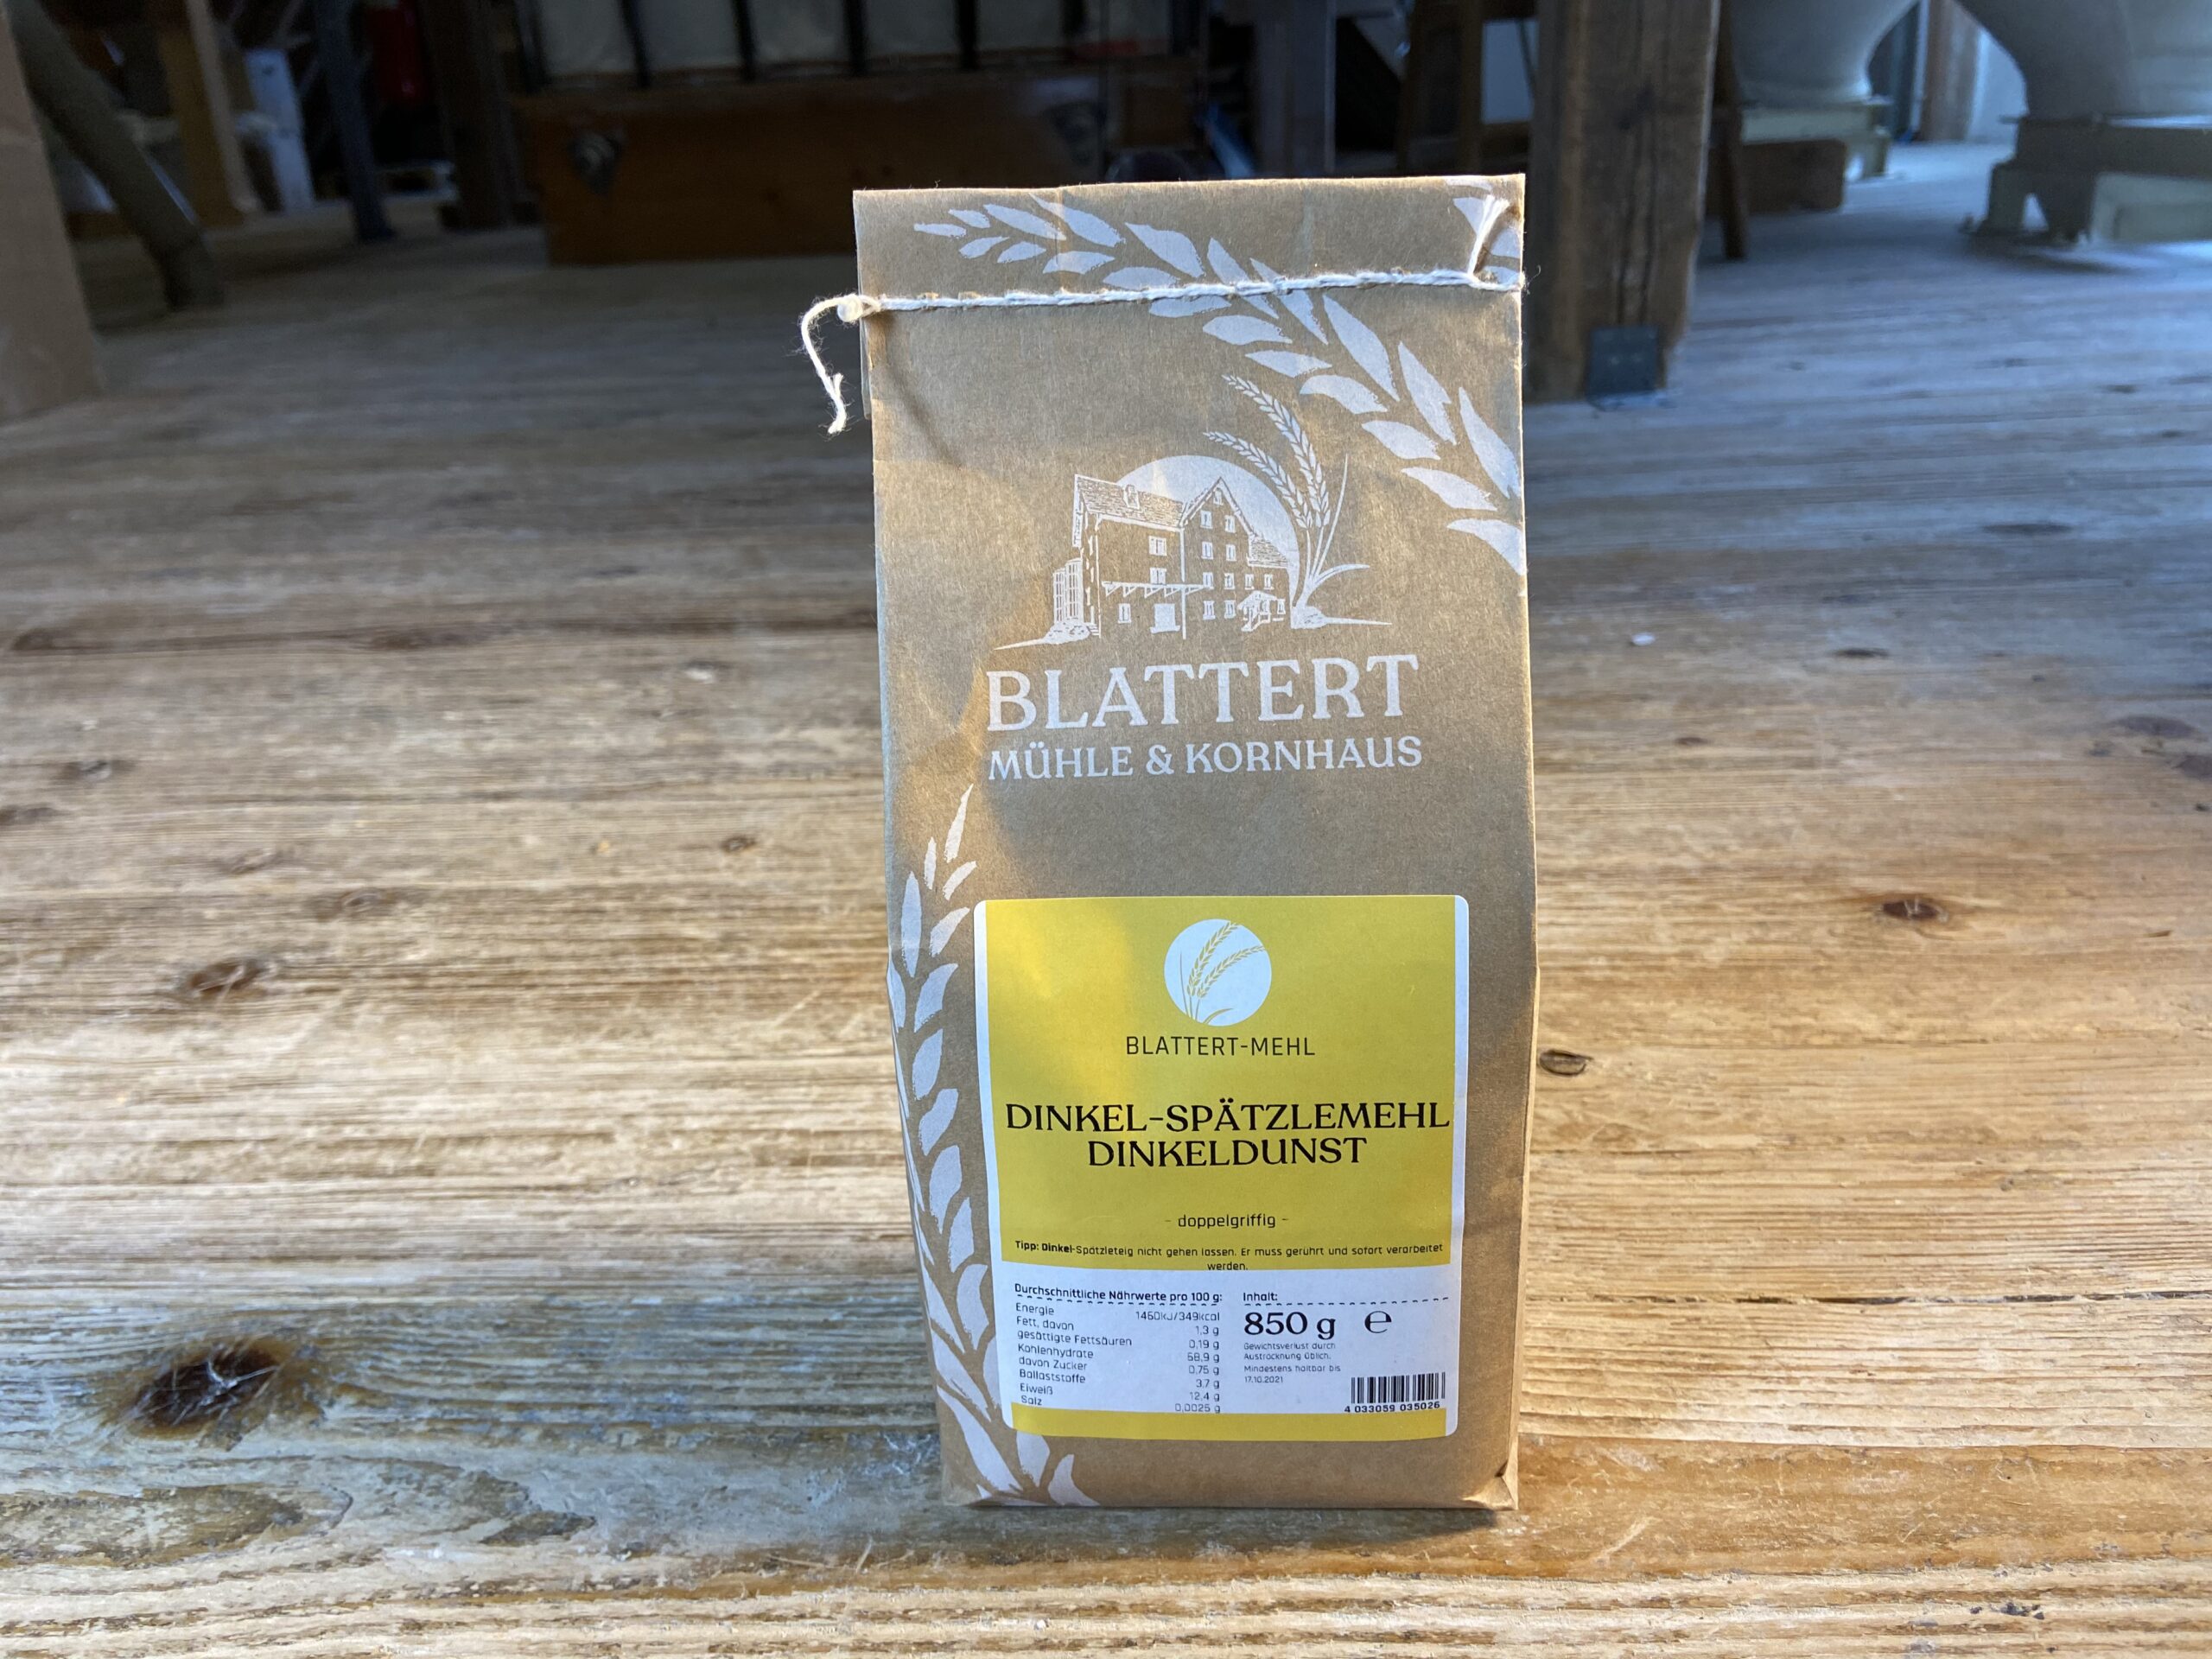 BLATTERT
MÜHLE & KORNHAUS
BLATTERT-MEHL
DINKEL-SPÄTZLEMEHL
DINKELDUNST
- doppelgriffig -
Tipp: Dinkel-Spätzleteig nicht gehen lassen. Er muss gerührt und sofort verarbeitet
werden.
Durchschnittliche Nährwerte pro 100 g:
Energie 1460kJ/349kcal
Fett, davon 1,3 g
gesättigte Fettsäuren 0,19 g
Kohlenhydrate 68,9 g
davon Zucker 0,75 g
Ballaststoffe 3,7 g
Eiweiß 12,4 g
Salz 0,0025 g
Inhalt:
850 g ℮
Gewichtsverlust durch
Austrocknung üblich.
Mindestens haltbar bis
17.10.2021
4 033059 035026